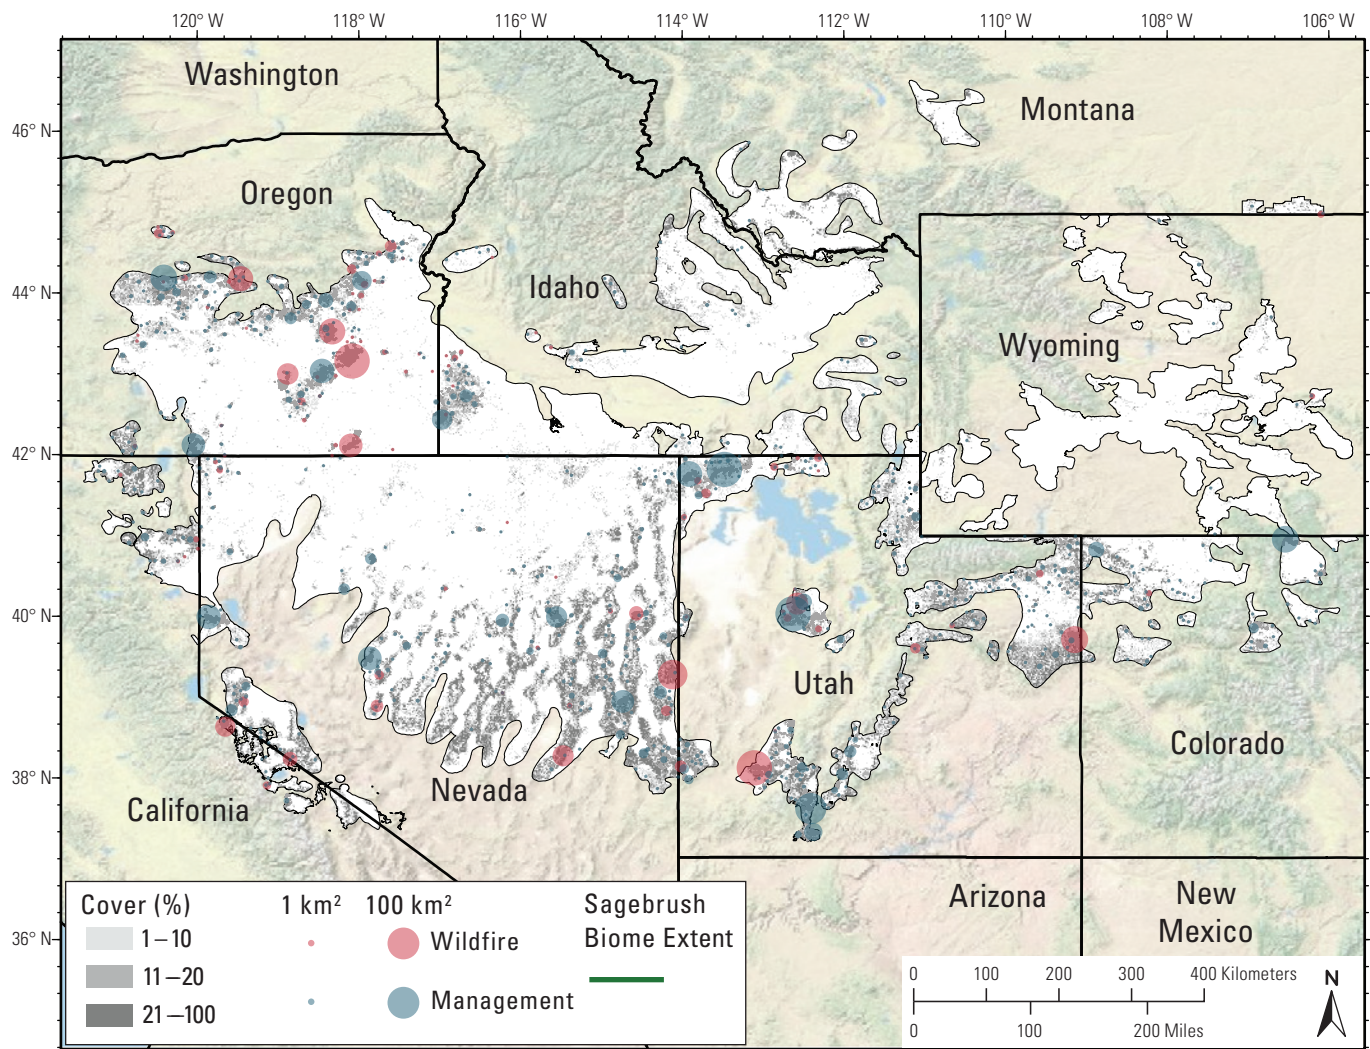 120° W 118° W 116° W 114° W 112° W 110° W 108° W 106° W
46° N
44° N
42° N
40° N
38° N
36° N
Washington
Montana
Oregon
Idaho
Wyoming
Utah
Colorado
Nevada
California
Arizona
New
Mexico
Cover (%)
1–10
11–20
21–100
1 km²
100 km²
Wildfire
Management
Sagebrush
Biome Extent
0 100 200 300 400 Kilometers
0 100 200 Miles
N